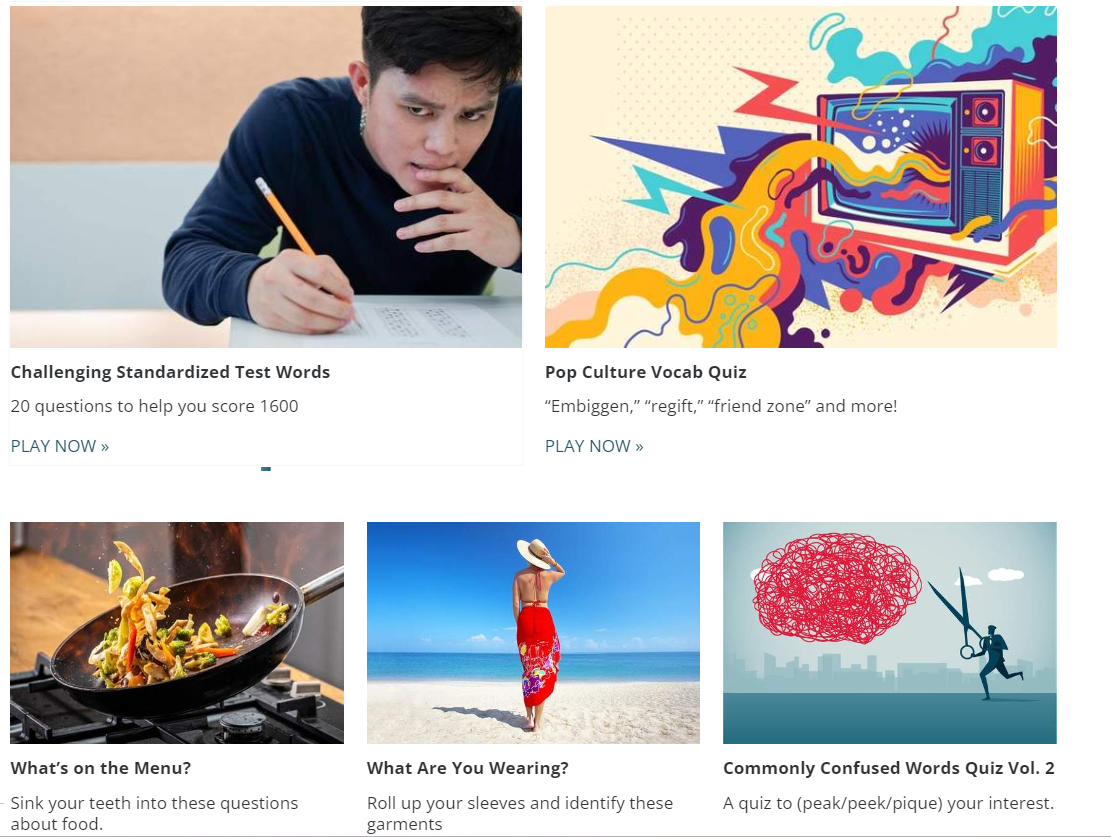 Challenging Standardized Test Words
20 questions to help you score 1600
PLAY NOW »
Pop Culture Vocab Quiz
“Embiggen,” “regift,” “friend zone” and more!
PLAY NOW »
What’s on the Menu?
Sink your teeth into these questions
about food.
What Are You Wearing?
Roll up your sleeves and identify these
garments
Commonly Confused Words Quiz Vol. 2
A quiz to (peak/peek/pique) your interest.